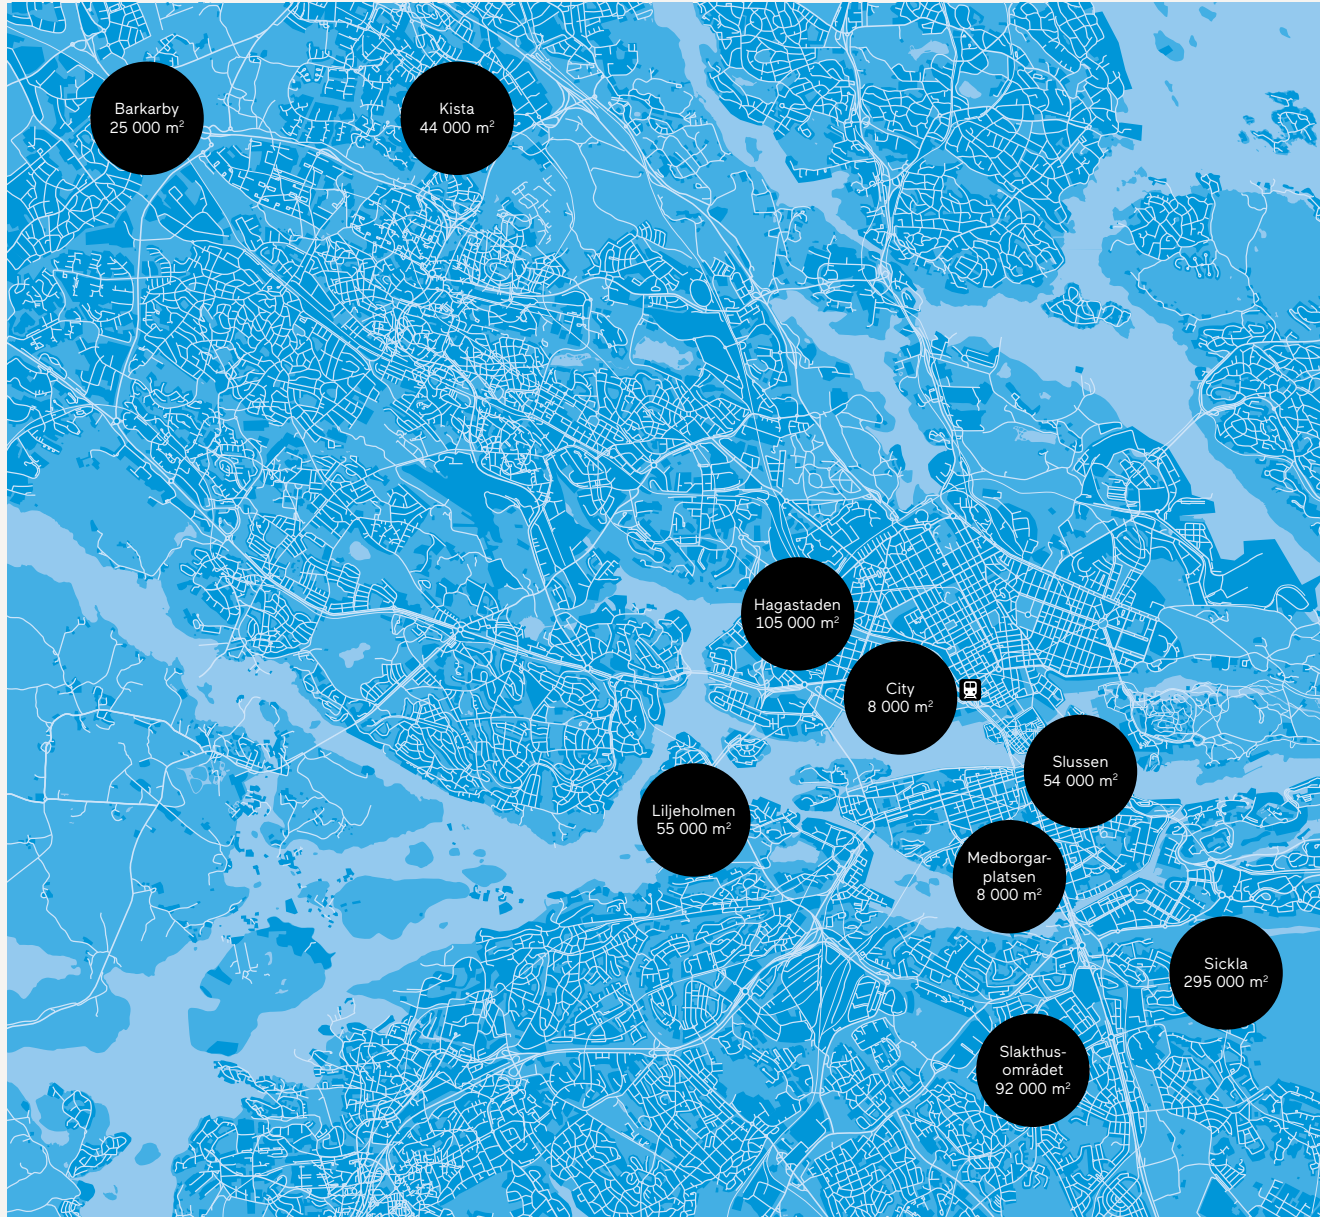 Barkarby
25 000 m²
Kista
44 000 m²
Hagastaden
105 000 m²
City
8 000 m²
Slussen
54 000 m²
Liljeholmen
55 000 m²
Medborgar-
platsen
8 000 m²
Sickla
295 000 m²
Slakthus-
området
92 000 m²